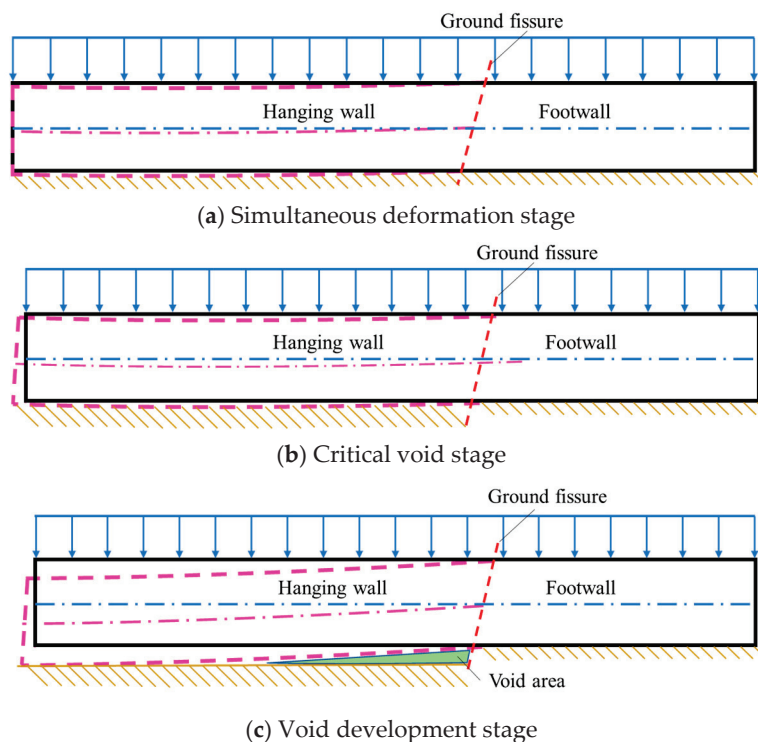 Ground fissure
Hanging wall
Footwall
(a) Simultaneous deformation stage
Ground fissure
Hanging wall
Footwall
(b) Critical void stage
Ground fissure
Hanging wall
Footwall
Void area
(c) Void development stage